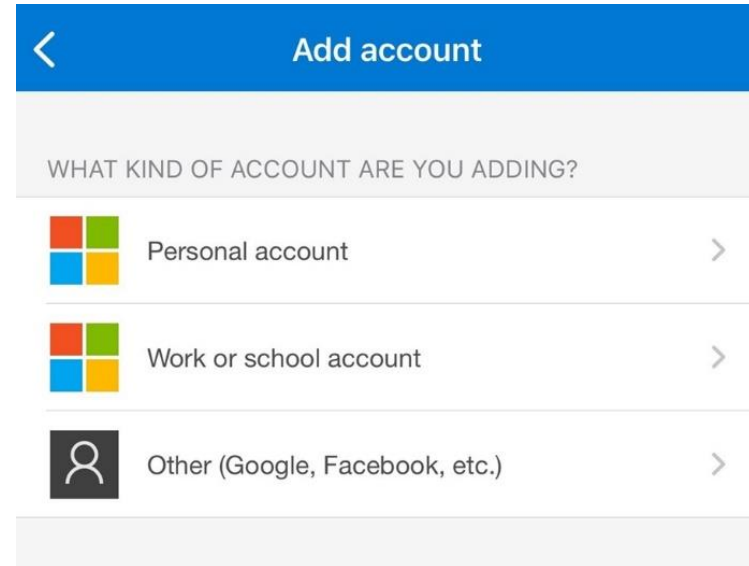 Add account
WHAT KIND OF ACCOUNT ARE YOU ADDING?
Personal account
Work or school account
Other (Google, Facebook, etc.)